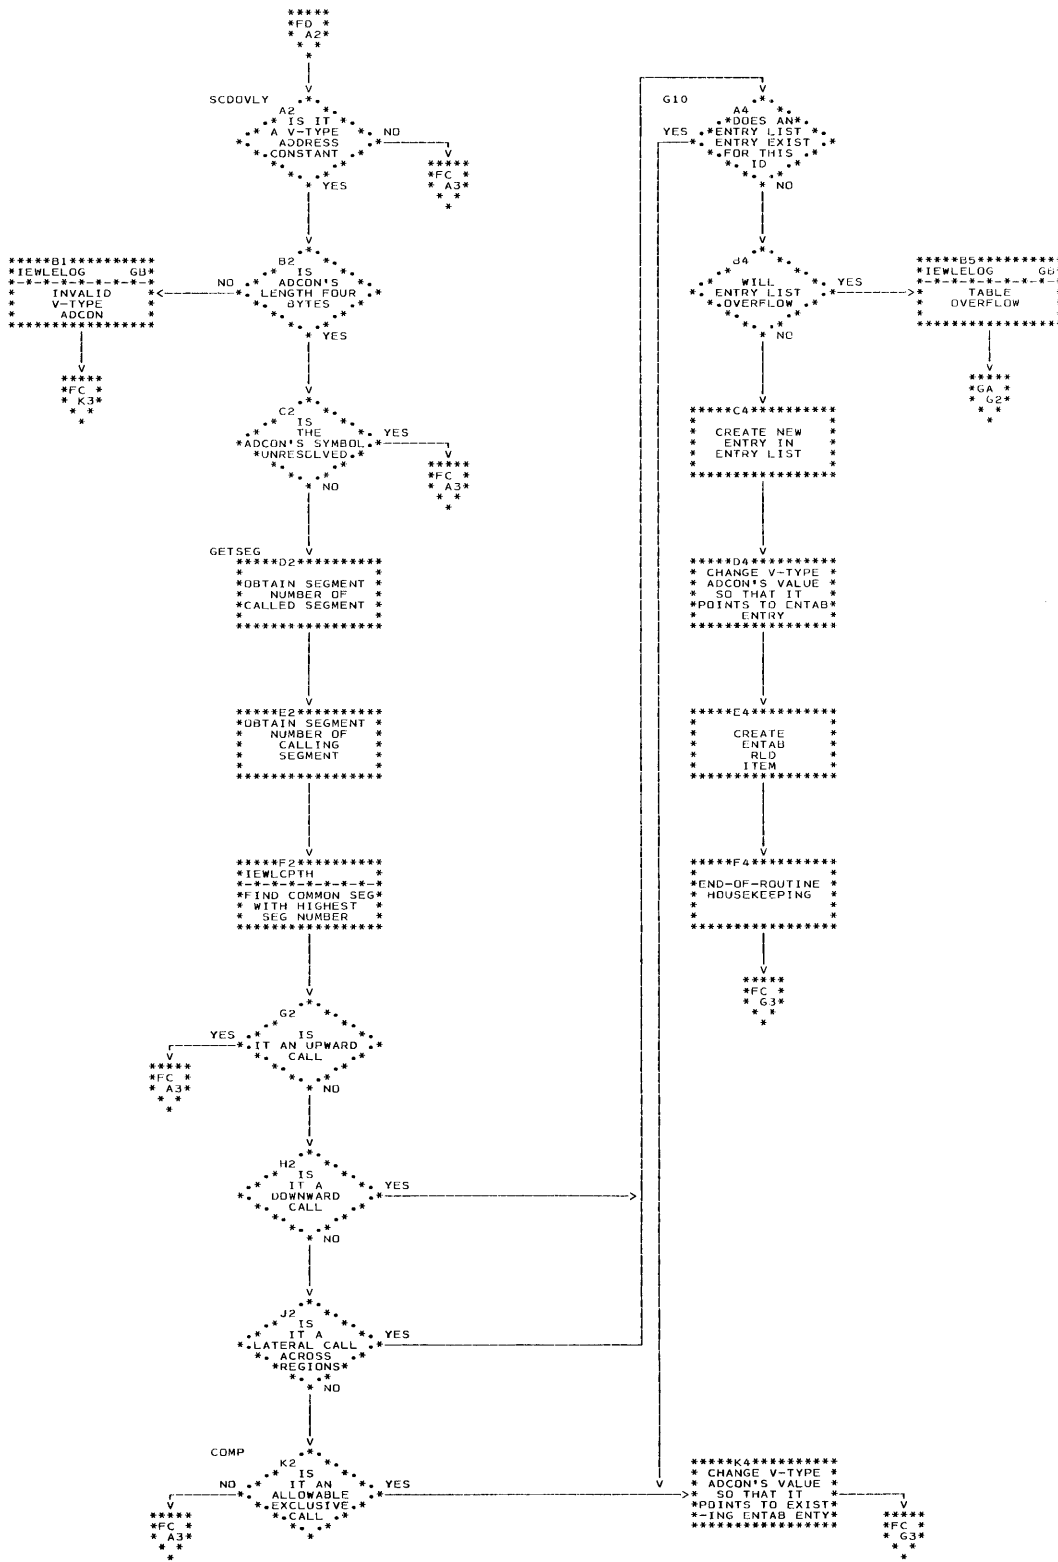 FD
A2
SCDOVLY
A2
IS IT
A V-TYPE
ADDRESS
CONSTANT
NO
FC
A3
YES
B2
IS
ADCON'S
LENGTH FOUR
BYTES
NO
B1
IEWLELOG GB
INVALID
V-TYPE
ADCON
FC
K3
YES
C2
IS
THE
ADCON'S SYMBOL
UNRESOLVED
YES
FC
A3
NO
GETSEG
D2
OBTAIN SEGMENT
NUMBER OF
CALLED SEGMENT
E2
OBTAIN SEGMENT
NUMBER OF
CALLING
SEGMENT
F2
IEWLCPTH
FIND COMMON SEG
WITH HIGHEST
SEG NUMBER
G2
IS
IT AN UPWARD
CALL
YES
FC
A3
NO
H2
IS
IT A
DOWNWARD
CALL
YES
NO
J2
IS
IT A
LATERAL CALL
ACROSS
REGIONS
YES
NO
COMP
K2
IS
IT AN
ALLOWABLE
EXCLUSIVE
CALL
NO
FC
A3
YES
G10
A4
DOES AN
ENTRY LIST
ENTRY EXIST
FOR THIS
ID
YES
NO
B4
WILL
ENTRY LIST
OVERFLOW
YES
B5
IEWLELOG GB
TABLE
OVERFLOW
GA
G2
NO
C4
CREATE NEW
ENTRY IN
ENTRY LIST
D4
CHANGE V-TYPE
ADCON'S VALUE
SO THAT IT
POINTS TO ENTAB
ENTRY
E4
CREATE
ENTAB
RLD
ITEM
F4
END-OF-ROUTINE
HOUSEKEEPING
FC
G3
K4
CHANGE V-TYPE
ADCON'S VALUE
SO THAT IT
POINTS TO EXIST
-ING ENTAB ENTY
FC
G3